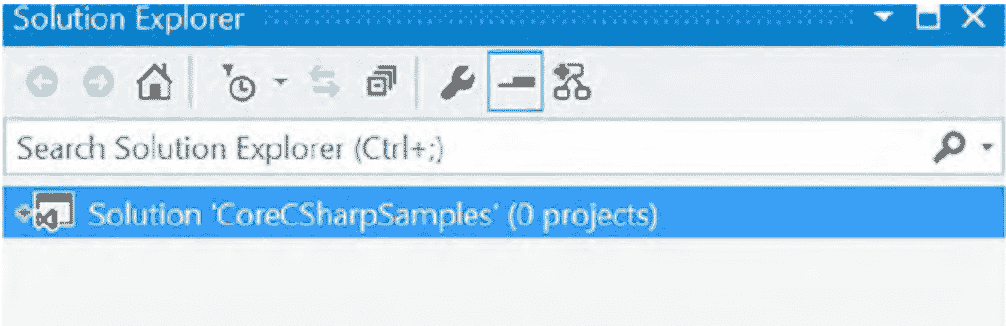 Solution Explorer
Search Solution Explorer (Ctrl+;)
Solution 'CoreCSharpSamples' (0 projects)